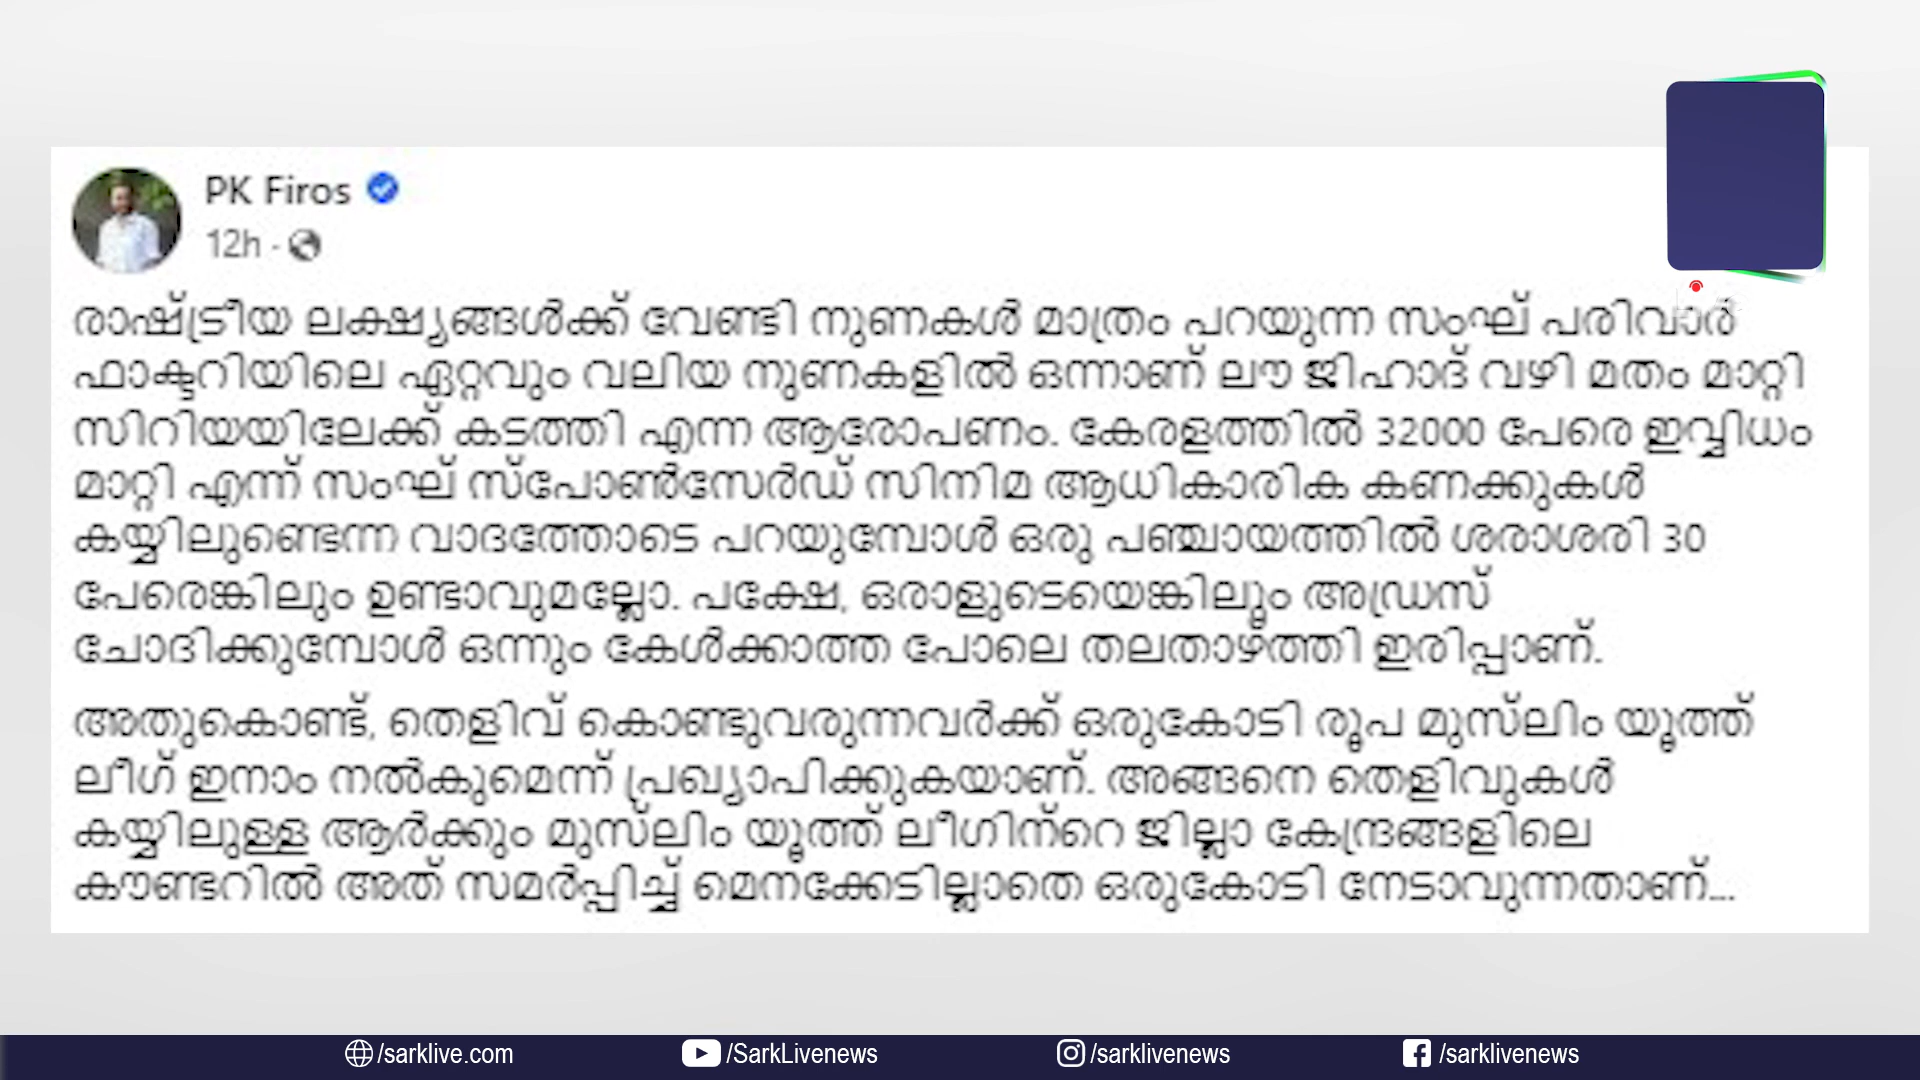 PK Firos
12h ·
രാഷ്ട്രീയ ലക്ഷ്യങ്ങൾക്ക് വേണ്ടി നുണകൾ മാത്രം പറയുന്ന സംഘ് പരിവാർ
ഫാക്ടറിയിലെ ഏറ്റവും വലിയ നുണകളിൽ ഒന്നാണ് ലൗ ജിഹാദ് വഴി മതം മാറ്റി
സിറിയയിലേക്ക് കടത്തി എന്ന ആരോപണം. കേരളത്തിൽ 32000 പേരെ ഇവ്വിധം
മാറ്റി എന്ന് സംഘ് സ്പോൺസേർഡ് സിനിമ ആധികാരിക കണക്കുകൾ
കയ്യിലുണ്ടെന്ന വാദത്തോടെ പറയുമ്പോൾ ഒരു പഞ്ചായത്തിൽ ശരാശരി 30
പേരെങ്കിലും ഉണ്ടാവുമല്ലോ. പക്ഷേ, ഒരാളുടെയെങ്കിലും അഡ്രസ്
ചോദിക്കുമ്പോൾ ഒന്നും കേൾക്കാത്ത പോലെ തലതാഴ്ത്തി ഇരിപ്പാണ്.
അതുകൊണ്ട്, തെളിവ് കൊണ്ടുവരുന്നവർക്ക് ഒരുകോടി രൂപ മുസ്‌ലിം യൂത്ത്
ലീഗ് ഇനാം നൽകുമെന്ന് പ്രഖ്യാപിക്കുകയാണ്. അങ്ങനെ തെളിവുകൾ
കയ്യിലുള്ള ആർക്കും മുസ്‌ലിം യൂത്ത് ലീഗിന്റെ ജില്ലാ കേന്ദ്രങ്ങളിലെ
കൗണ്ടറിൽ അത് സമർപ്പിച്ച് മെനക്കേടില്ലാതെ ഒരുകോടി നേടാവുന്നതാണ്...
/sarklive.com
/SarkLivenews
/sarklivenews
/sarklivenews